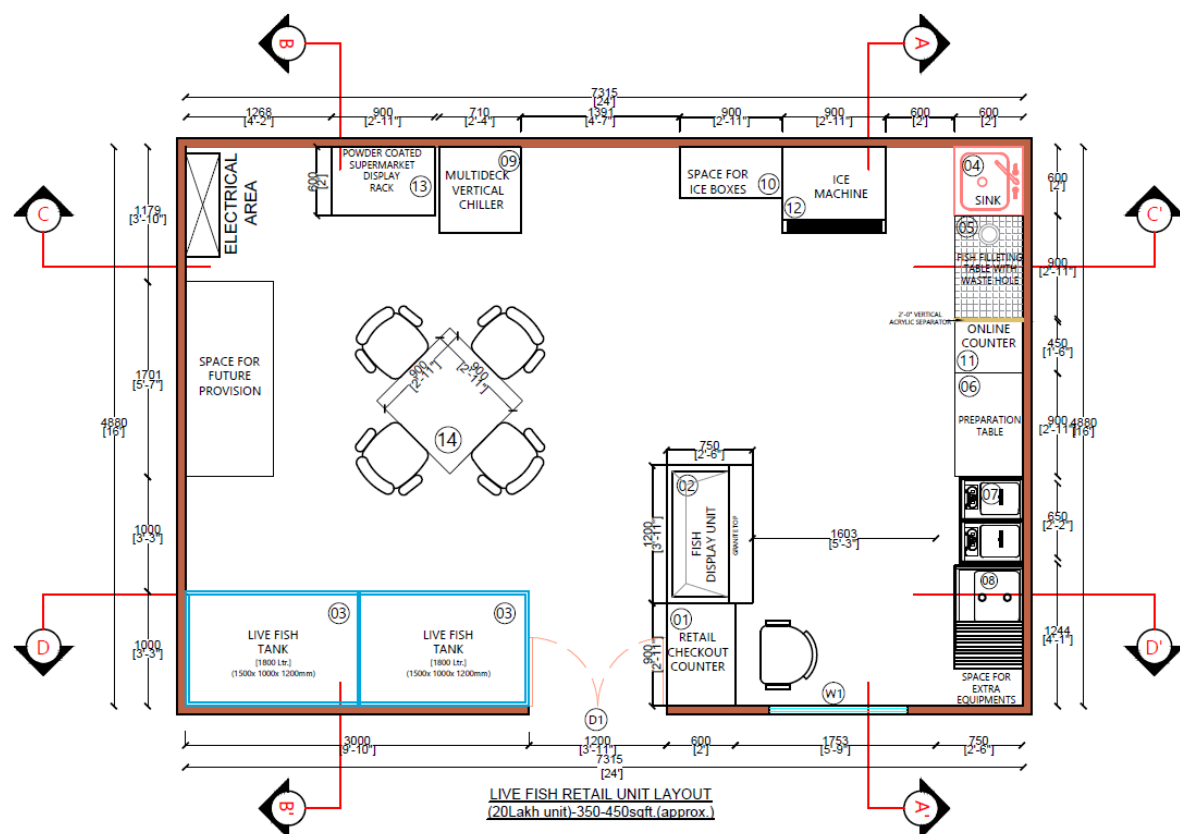 B
A
7315
[24']
1268
[4'-2"]
900
[2'-11"]
710
[2'-4"]
1391
[4'-7"]
900
[2'-11"]
900
[2'-11"]
600
[2']
600
[2']
ELECTRICAL
AREA
600
[2']
POWDER COATED
SUPERMARKET
DISPLAY
RACK
13
09
MULTIDECK
VERTICAL
CHILLER
SPACE FOR
ICE BOXES
10
ICE
MACHINE
12
04
SINK
600
[2']
C
1179
[3'-10"]
C'
05
FISH FILLETING
TABLE WITH
WASTE HOLE
900
[2'-11"]
2'-0" VERTICAL
ACRYLIC SEPARATOR
ONLINE
COUNTER
11
450
[1'-6"]
SPACE FOR
FUTURE
PROVISION
1701
[5'-7"]
4880
[16']
900
[2'-11"]
900
[2'-11"]
14
06
PREPARATION
TABLE
900
[2'-11"]
4880
[16']
750
[2'-6"]
02
FISH
DISPLAY UNIT
GRANITE TOP
1200
[3'-11"]
1603
[5'-3"]
07
650
[2'-2"]
1000
[3'-3"]
08
D
1000
[3'-3"]
03
LIVE FISH
TANK
[1800 Ltr.]
(1500x 1000x 1200mm)
03
LIVE FISH
TANK
[1800 Ltr.]
(1500x 1000x 1200mm)
01
RETAIL
CHECKOUT
COUNTER
900
[2'-11"]
1244
[4'-1"]
D'
SPACE FOR
EXTRA
EQUIPMENTS
W1
D1
3000
[9'-10"]
1200
[3'-11"]
600
[2']
1753
[5'-9"]
750
[2'-6"]
7315
[24']
B'
A'
LIVE FISH RETAIL UNIT LAYOUT
(20Lakh unit)-350-450sqft.(approx.)